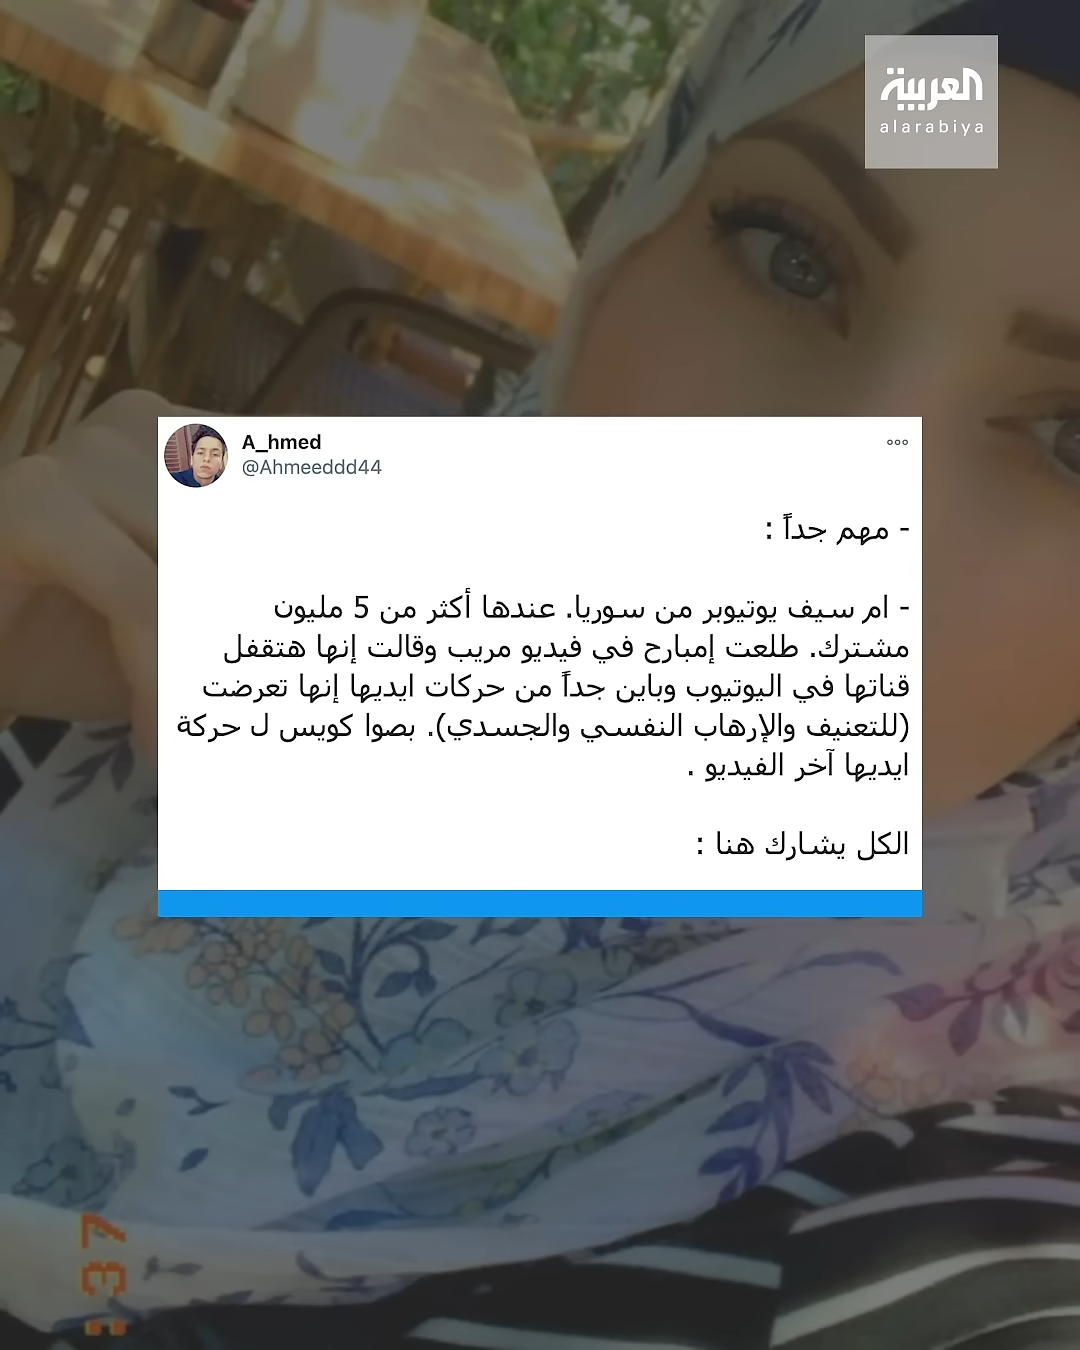 العربية
alarabiya
A_hmed
@Ahmeeddd44
- مهم جداً :
- ام سيف يوتيوبر من سوريا. عندها أكثر من 5 مليون
مشترك. طلعت إمبارح في فيديو مريب وقالت إنها هتقفل
قناتها في اليوتيوب وباين جداً من حركات ايديها إنها تعرضت
(للتعنيف والإرهاب النفسي والجسدي). بصوا كويس ل حركة
ايديها آخر الفيديو .
الكل يشارك هنا :